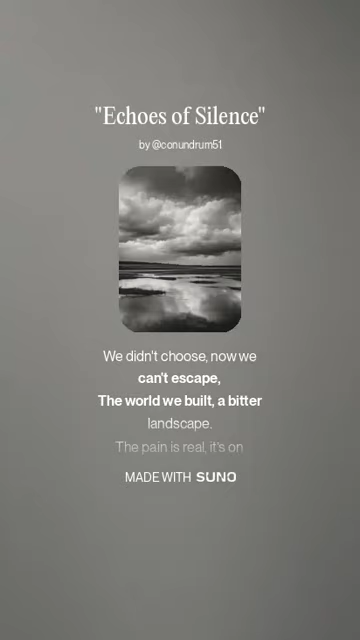 "Echoes of Silence"
by @conundrum51
We didn't choose, now we
can't escape,
The world we built, a bitter
landscape.
The pain is real, it's on
MADE WITH SUNO